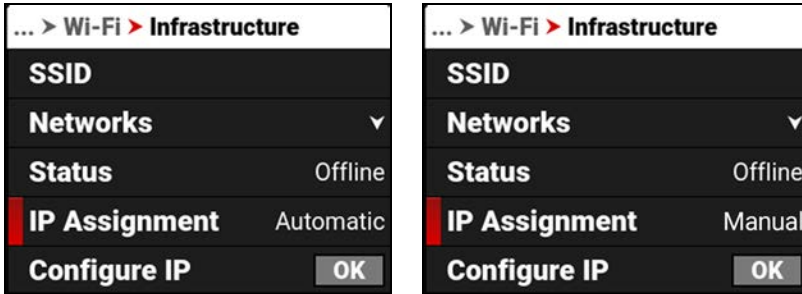 ... > Wi-Fi > Infrastructure
SSID
Networks
Status Offline
IP Assignment Automatic
Configure IP OK
... > Wi-Fi > Infrastructure
SSID
Networks
Status Offline
IP Assignment Manual
Configure IP OK